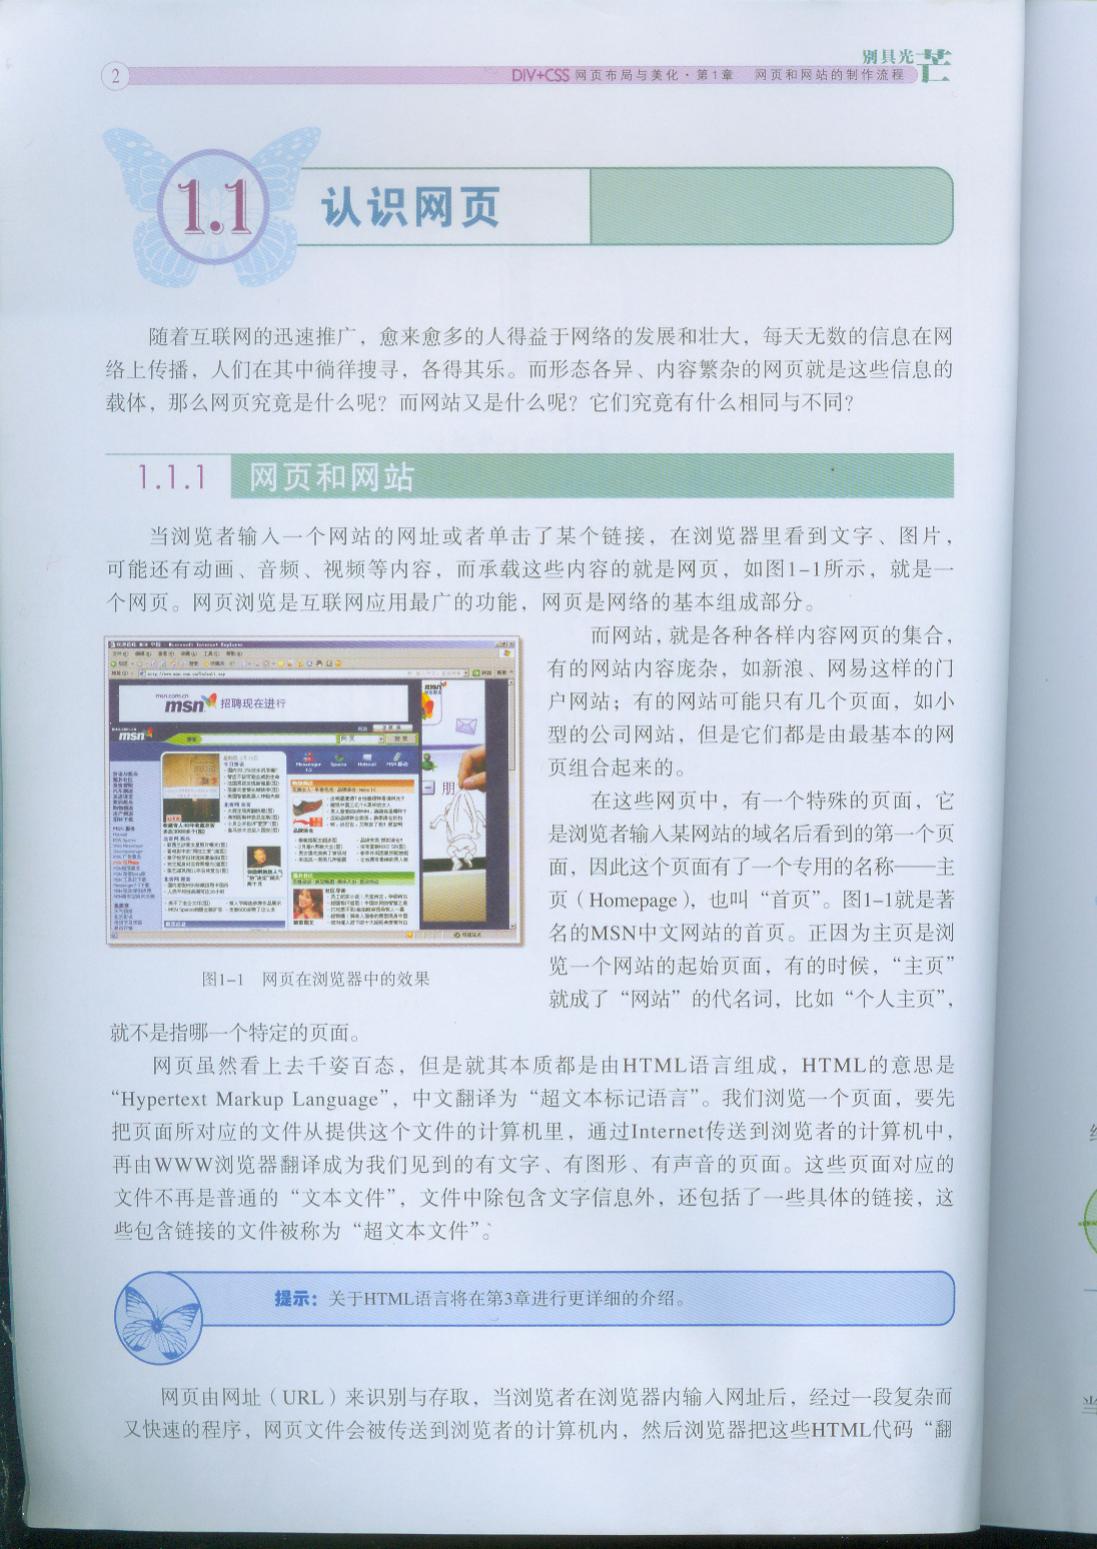 2
DIV+CSS 网页布局与美化·第1章 网页和网站的制作流程
别具光芒
1.1
认识网页
随着互联网的迅速推广，愈来愈多的人得益于网络的发展和壮大，每天无数的信息在网
络上传播，人们在其中徜徉搜寻，各得其乐。而形态各异、内容繁杂的网页就是这些信息的
载体，那么网页究竟是什么呢？而网站又是什么呢？它们究竟有什么相同与不同？
1.1.1 网页和网站
当浏览者输入一个网站的网址或者单击了某个链接，在浏览器里看到文字、图片，
可能还有动画、音频、视频等内容，而承载这些内容的就是网页，如图1-1所示，就是一
个网页。网页浏览是互联网应用最广的功能，网页是网络的基本组成部分。
msn.com.cn
msn 招聘现在进行
msn
朋
图1-1 网页在浏览器中的效果
而网站，就是各种各样内容网页的集合，
有的网站内容庞杂，如新浪、网易这样的门
户网站；有的网站可能只有几个页面，如小
型的公司网站，但是它们都是由最基本的网
页组合起来的。
在这些网页中，有一个特殊的页面，它
是浏览者输入某网站的域名后看到的第一个页
面，因此这个页面有了一个专用的名称——主
页（Homepage），也叫“首页”。图1-1就是著
名的MSN中文网站的首页。正因为主页是浏
览一个网站的起始页面，有的时候，“主页”
就成了“网站”的代名词，比如“个人主页”，
就不是指哪一个特定的页面。
网页虽然看上去千姿百态，但是就其本质都是由HTML语言组成，HTML的意思是
“Hypertext Markup Language”，中文翻译为“超文本标记语言”。我们浏览一个页面，要先
把页面所对应的文件从提供这个文件的计算机里，通过Internet传送到浏览者的计算机中，
再由WWW浏览器翻译成为我们见到的有文字、有图形、有声音的页面。这些页面对应的
文件不再是普通的“文本文件”，文件中除包含文字信息外，还包括了一些具体的链接，这
些包含链接的文件被称为“超文本文件”。
提示：关于HTML语言将在第3章进行更详细的介绍。
网页由网址（URL）来识别与存取，当浏览者在浏览器内输入网址后，经过一段复杂而
又快速的程序，网页文件会被传送到浏览者的计算机内，然后浏览器把这些HTML代码“翻